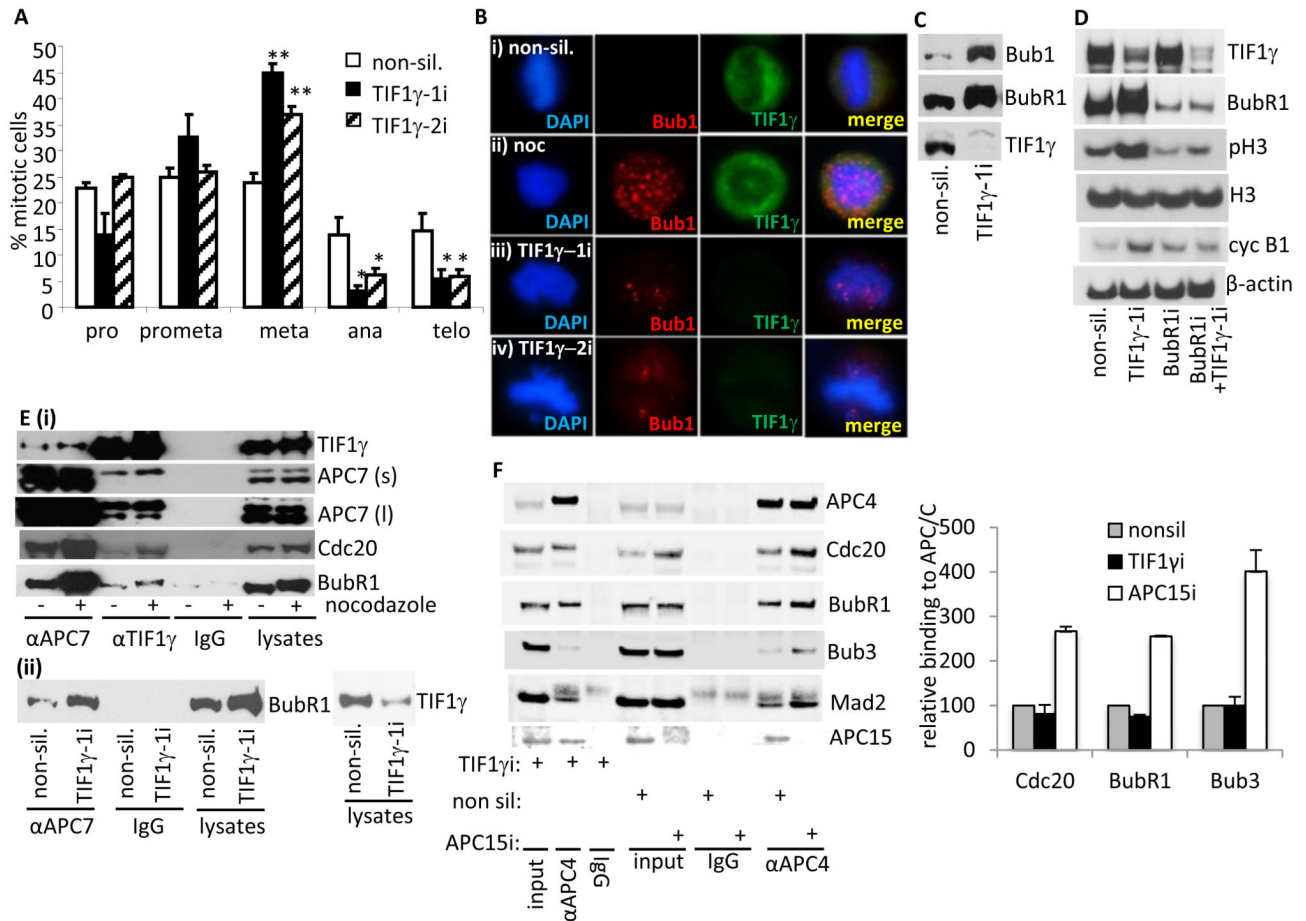 A
50
45
40
35
30
25
20
15
10
5
0
% mitotic cells
** ** * * * *
pro prometa meta ana telo
non-sil.
TIF1γ-1i
TIF1γ-2i
B
i) non-sil.
DAPI Bub1 TIF1γ merge
ii) noc
DAPI Bub1 TIF1γ merge
iii) TIF1γ–1i
DAPI Bub1 TIF1γ merge
iv) TIF1γ–2i
DAPI Bub1 TIF1γ merge
C
Bub1
BubR1
TIF1γ
non-sil.
TIF1γ-1i
D
TIF1γ
BubR1
pH3
H3
cyc B1
β-actin
non-sil.
TIF1γ-1i
BubR1i
BubR1i
+TIF1γ-1i
E (i)
TIF1γ
APC7 (s)
APC7 (l)
Cdc20
BubR1
- + - + - + - + nocodazole
αAPC7 αTIF1γ IgG lysates
(ii)
BubR1
TIF1γ
non-sil.
TIF1γ-1i
non-sil.
TIF1γ-1i
non-sil.
TIF1γ-1i
non-sil.
TIF1γ-1i
αAPC7 IgG lysates lysates
F
APC4
Cdc20
BubR1
Bub3
Mad2
APC15
TIF1γi: + + +
non sil: + + +
APC15i: + + +
input
αAPC4
IgG
input IgG αAPC4
relative binding to APC/C
500
400
300
200
100
0
nonsil
TIF1γi
APC15i
Cdc20 BubR1 Bub3